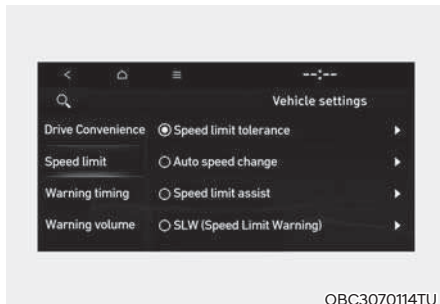 --:--
Vehicle settings
Drive Convenience
Speed limit tolerance
Speed limit
Auto speed change
Warning timing
Speed limit assist
Warning volume
SLW (Speed Limit Warning)
OBC3070114TU